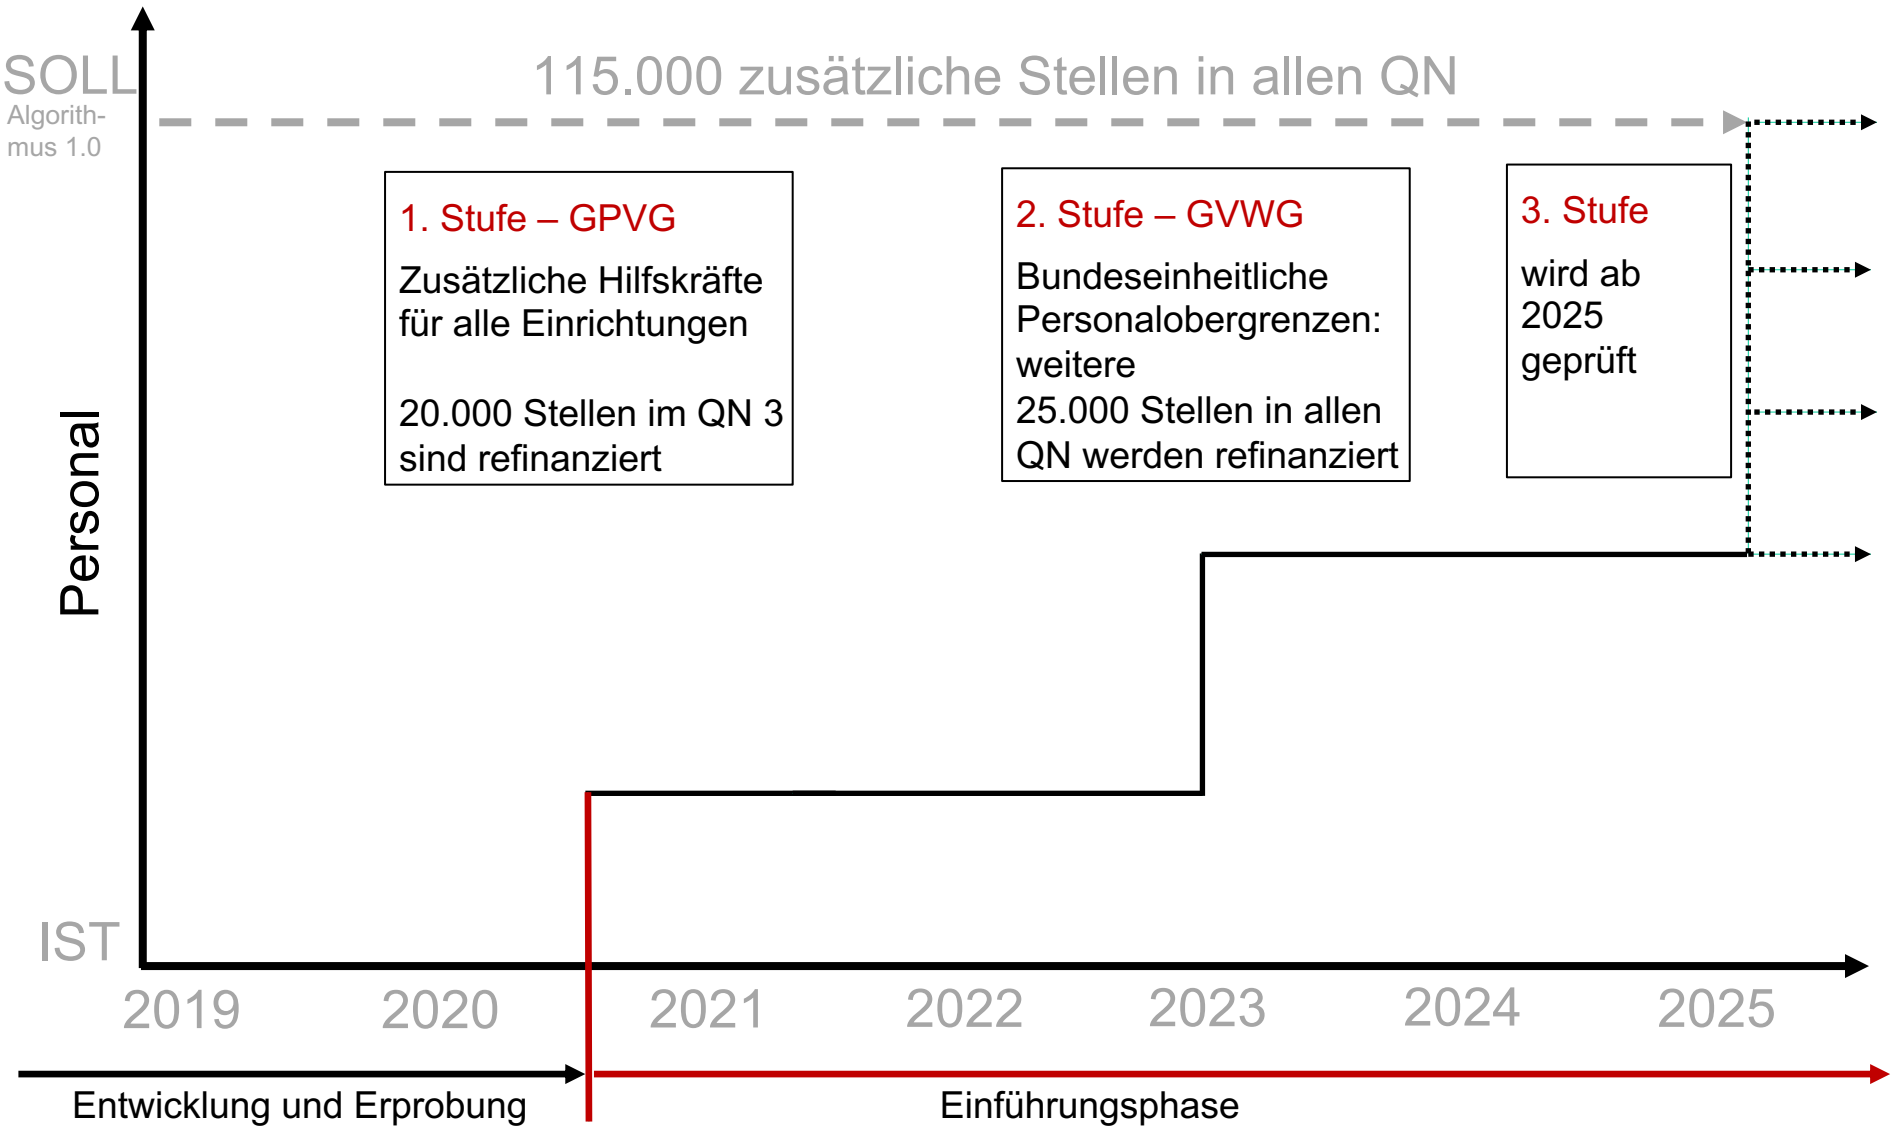 SOLL
Algorith-
mus 1.0
115.000 zusätzliche Stellen in allen QN
1. Stufe – GPVG
Zusätzliche Hilfskräfte
für alle Einrichtungen
20.000 Stellen im QN 3
sind refinanziert
2. Stufe – GVWG
Bundeseinheitliche
Personalobergrenzen:
weitere
25.000 Stellen in allen
QN werden refinanziert
3. Stufe
wird ab
2025
geprüft
Personal
IST
2019 2020 2021 2022 2023 2024 2025
Entwicklung und Erprobung Einführungsphase